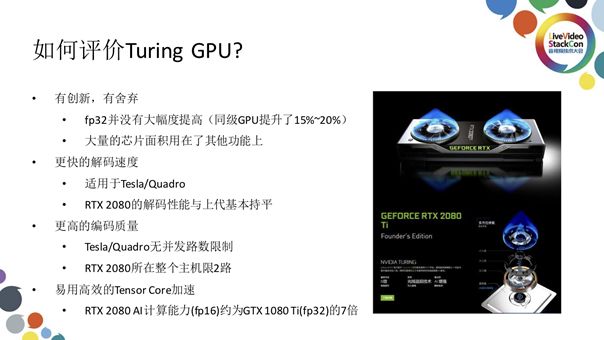 如何评价Turing GPU?
LiveVideo
StackCon
音视频技术大会
• 有创新，有舍弃
• fp32并没有大幅度提高（同级GPU提升了15%~20%）
• 大量的芯片面积用在了其他功能上
• 更快的解码速度
• 适用于Tesla/Quadro
• RTX 2080的解码性能与上代基本持平
• 更高的编码质量
• Tesla/Quadro无并发路数限制
• RTX 2080所在整个主机限2路
• 易用高效的Tensor Core加速
• RTX 2080 AI计算能力(fp16)约为GTX 1080 Ti(fp32)的7倍
GEFORCE RTX
GEFORCE RTX 2080
Ti
Founder's Edition
NVIDIA TURING